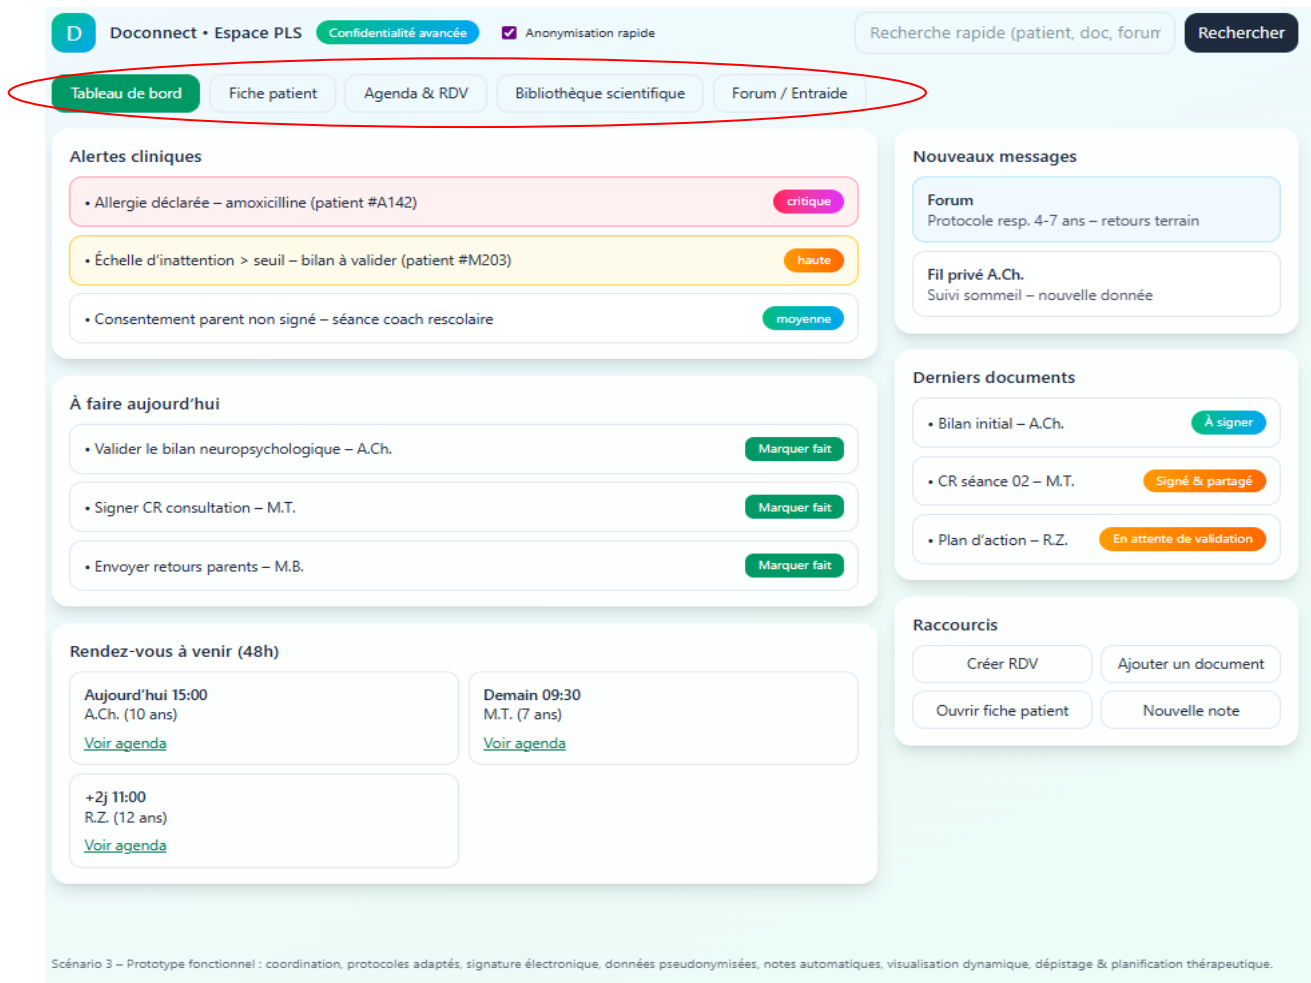 D Doconnect • Espace PLS Confidentialité avancée Anonymisation rapide Recherche rapide (patient, doc, forum Rechercher
Tableau de bord Fiche patient Agenda & RDV Bibliothèque scientifique Forum / Entraide
Alertes cliniques
• Allergie déclarée – amoxicilline (patient #A142) critique
• Échelle d'inattention > seuil – bilan à valider (patient #M203) haute
• Consentement parent non signé – séance coach rescolaire moyenne
À faire aujourd'hui
• Valider le bilan neuropsychologique – A.Ch. Marquer fait
• Signer CR consultation – M.T. Marquer fait
• Envoyer retours parents – M.B. Marquer fait
Rendez-vous à venir (48h)
Aujourd'hui 15:00
A.Ch. (10 ans)
Voir agenda
Demain 09:30
M.T. (7 ans)
Voir agenda
+2j 11:00
R.Z. (12 ans)
Voir agenda
Nouveaux messages
Forum
Protocole resp. 4-7 ans – retours terrain
Fil privé A.Ch.
Suivi sommeil – nouvelle donnée
Derniers documents
• Bilan initial – A.Ch. À signer
• CR séance 02 – M.T. Signé & partagé
• Plan d'action – R.Z. En attente de validation
Raccourcis
Créer RDV Ajouter un document
Ouvrir fiche patient Nouvelle note
Scénario 3 – Prototype fonctionnel : coordination, protocoles adaptés, signature électronique, données pseudonymisées, notes automatiques, visualisation dynamique, dépistage & planification thérapeutique.